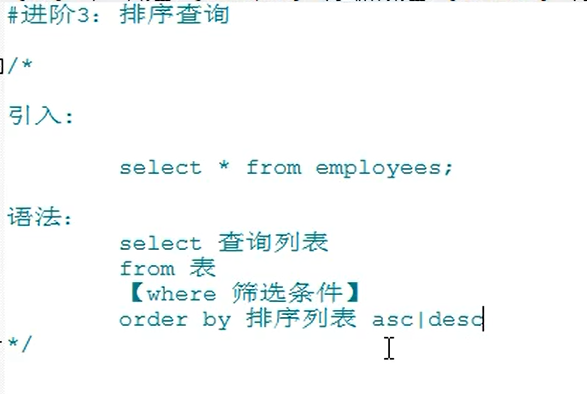 #进阶3：排序查询
/*
引入：
select * from employees;
语法：
select 查询列表
from 表
【where 筛选条件】
order by 排序列表 asc|desc
*/